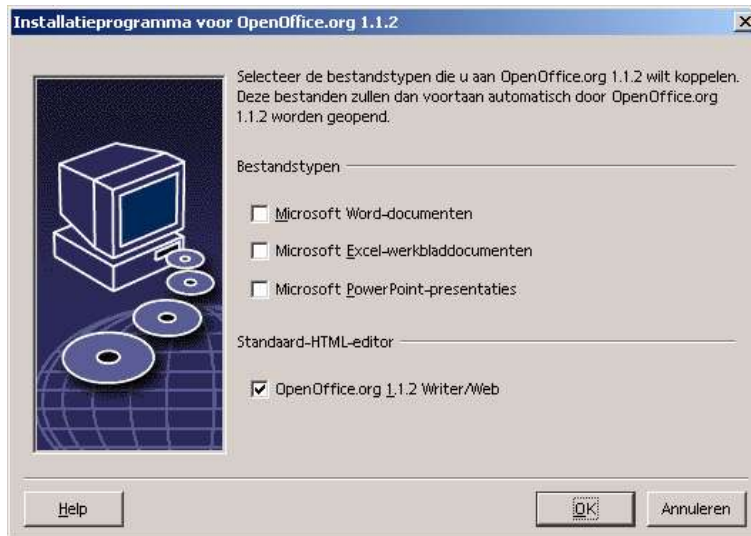 Installatieprogramma voor OpenOffice.org 1.1.2
Selecteer de bestandstypen die u aan OpenOffice.org 1.1.2 wilt koppelen.
Deze bestanden zullen dan voortaan automatisch door OpenOffice.org
1.1.2 worden geopend.
Bestandstypen
Microsoft Word-documenten
Microsoft Excel-werkbladdocumenten
Microsoft PowerPoint-presentaties
Standaard-HTML-editor
OpenOffice.org 1.1.2 Writer/Web
Help
OK
Annuleren